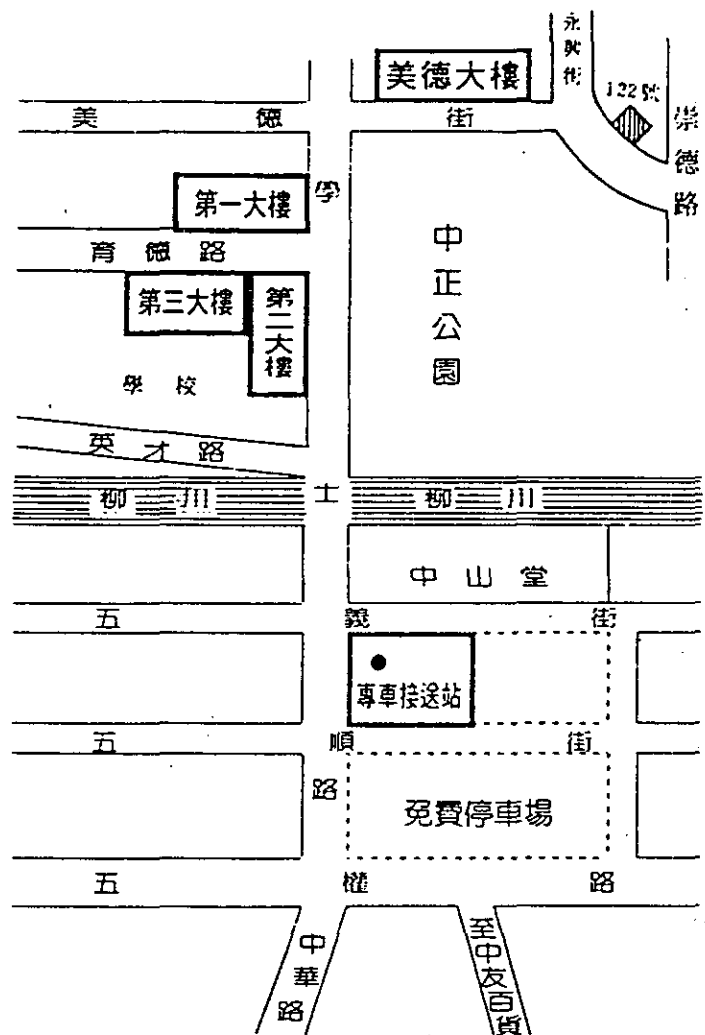 永興街
美德大樓
122號
崇德路
美德街
第一大樓
學士路
育德路
中正公園
第三大樓
第二大樓
學校
英才路
柳川
柳川
中山堂
五義街
專車接送站
五順街
免費停車場
五權路
中華路
至中友百貨